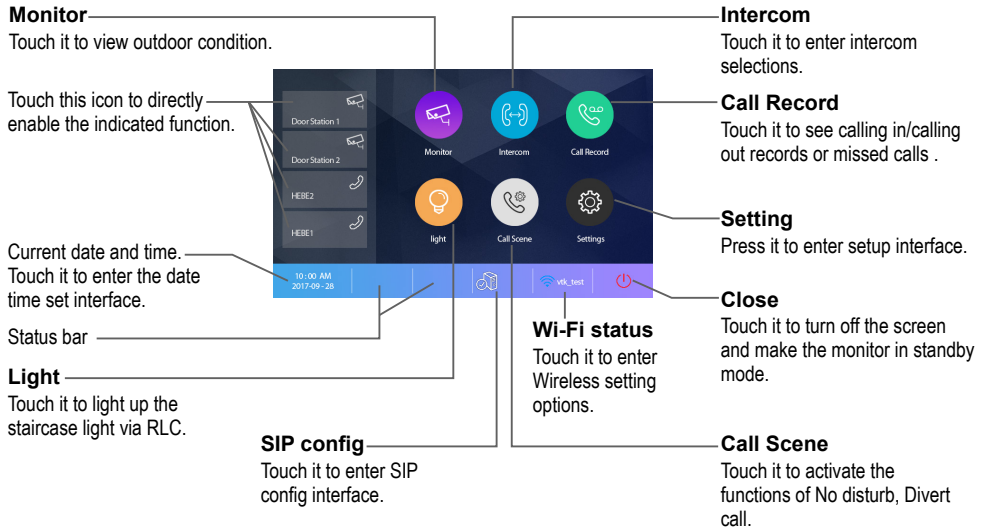 Monitor
Touch it to view outdoor condition.
Touch this icon to directly
enable the indicated function.
Current date and time.
Touch it to enter the date
time set interface.
Status bar
Light
Touch it to light up the
staircase light via RLC.
SIP config
Touch it to enter SIP
config interface.
Door Station 1
Door Station 2
HEBE2
HEBE1
Monitor
Intercom
Call Record
light
Call Scene
Settings
10:00 AM
2017-09-28
vtk_test
Wi-Fi status
Touch it to enter
Wireless setting
options.
Intercom
Touch it to enter intercom
selections.
Call Record
Touch it to see calling in/calling
out records or missed calls .
Setting
Press it to enter setup interface.
Close
Touch it to turn off the screen
and make the monitor in standby
mode.
Call Scene
Touch it to activate the
functions of No disturb, Divert
call.